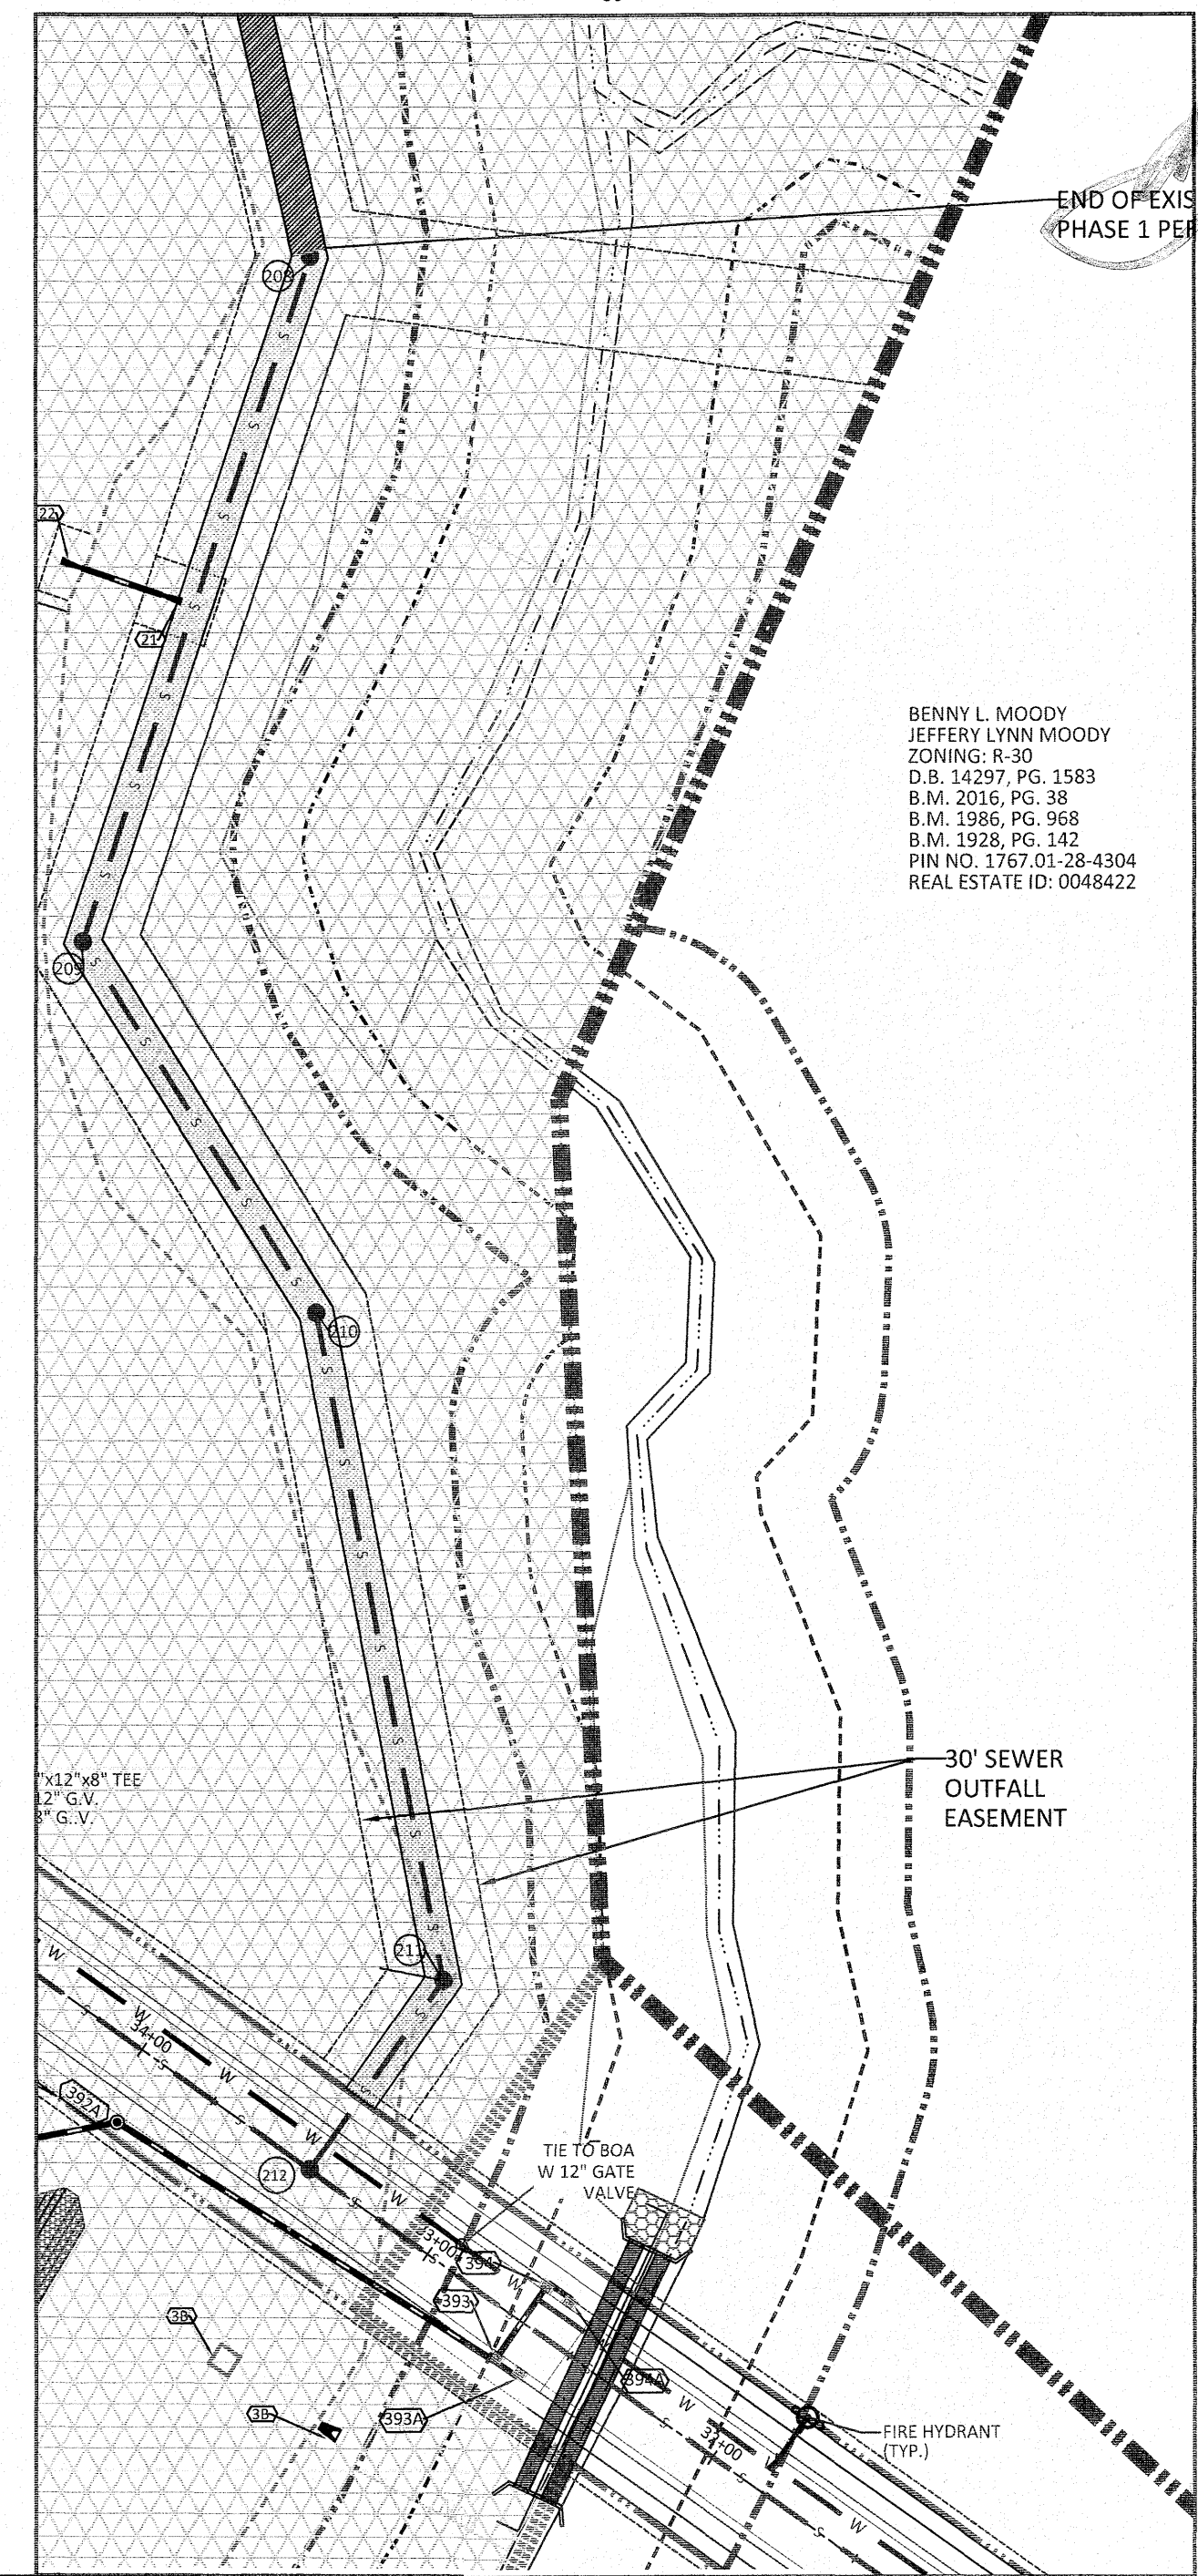 END OF EXIS
PHASE 1 PER
208
22
21
BENNY L. MOODY
JEFFERY LYNN MOODY
ZONING: R-30
D.B. 14297, PG. 1583
B.M. 2016, PG. 38
B.M. 1986, PG. 968
B.M. 1928, PG. 142
PIN NO. 1767.01-28-4304
REAL ESTATE ID: 0048422
209
210
30' SEWER
OUTFALL
EASEMENT
"x12"x8" TEE
12" G.V.
8" G..V.
211
34+00
392A
212
TIE TO BOA
W 12" GATE
VALVE
33+00
394
393
3B
394A
3B
393A
32+00
FIRE HYDRANT
(TYP.)
S
W